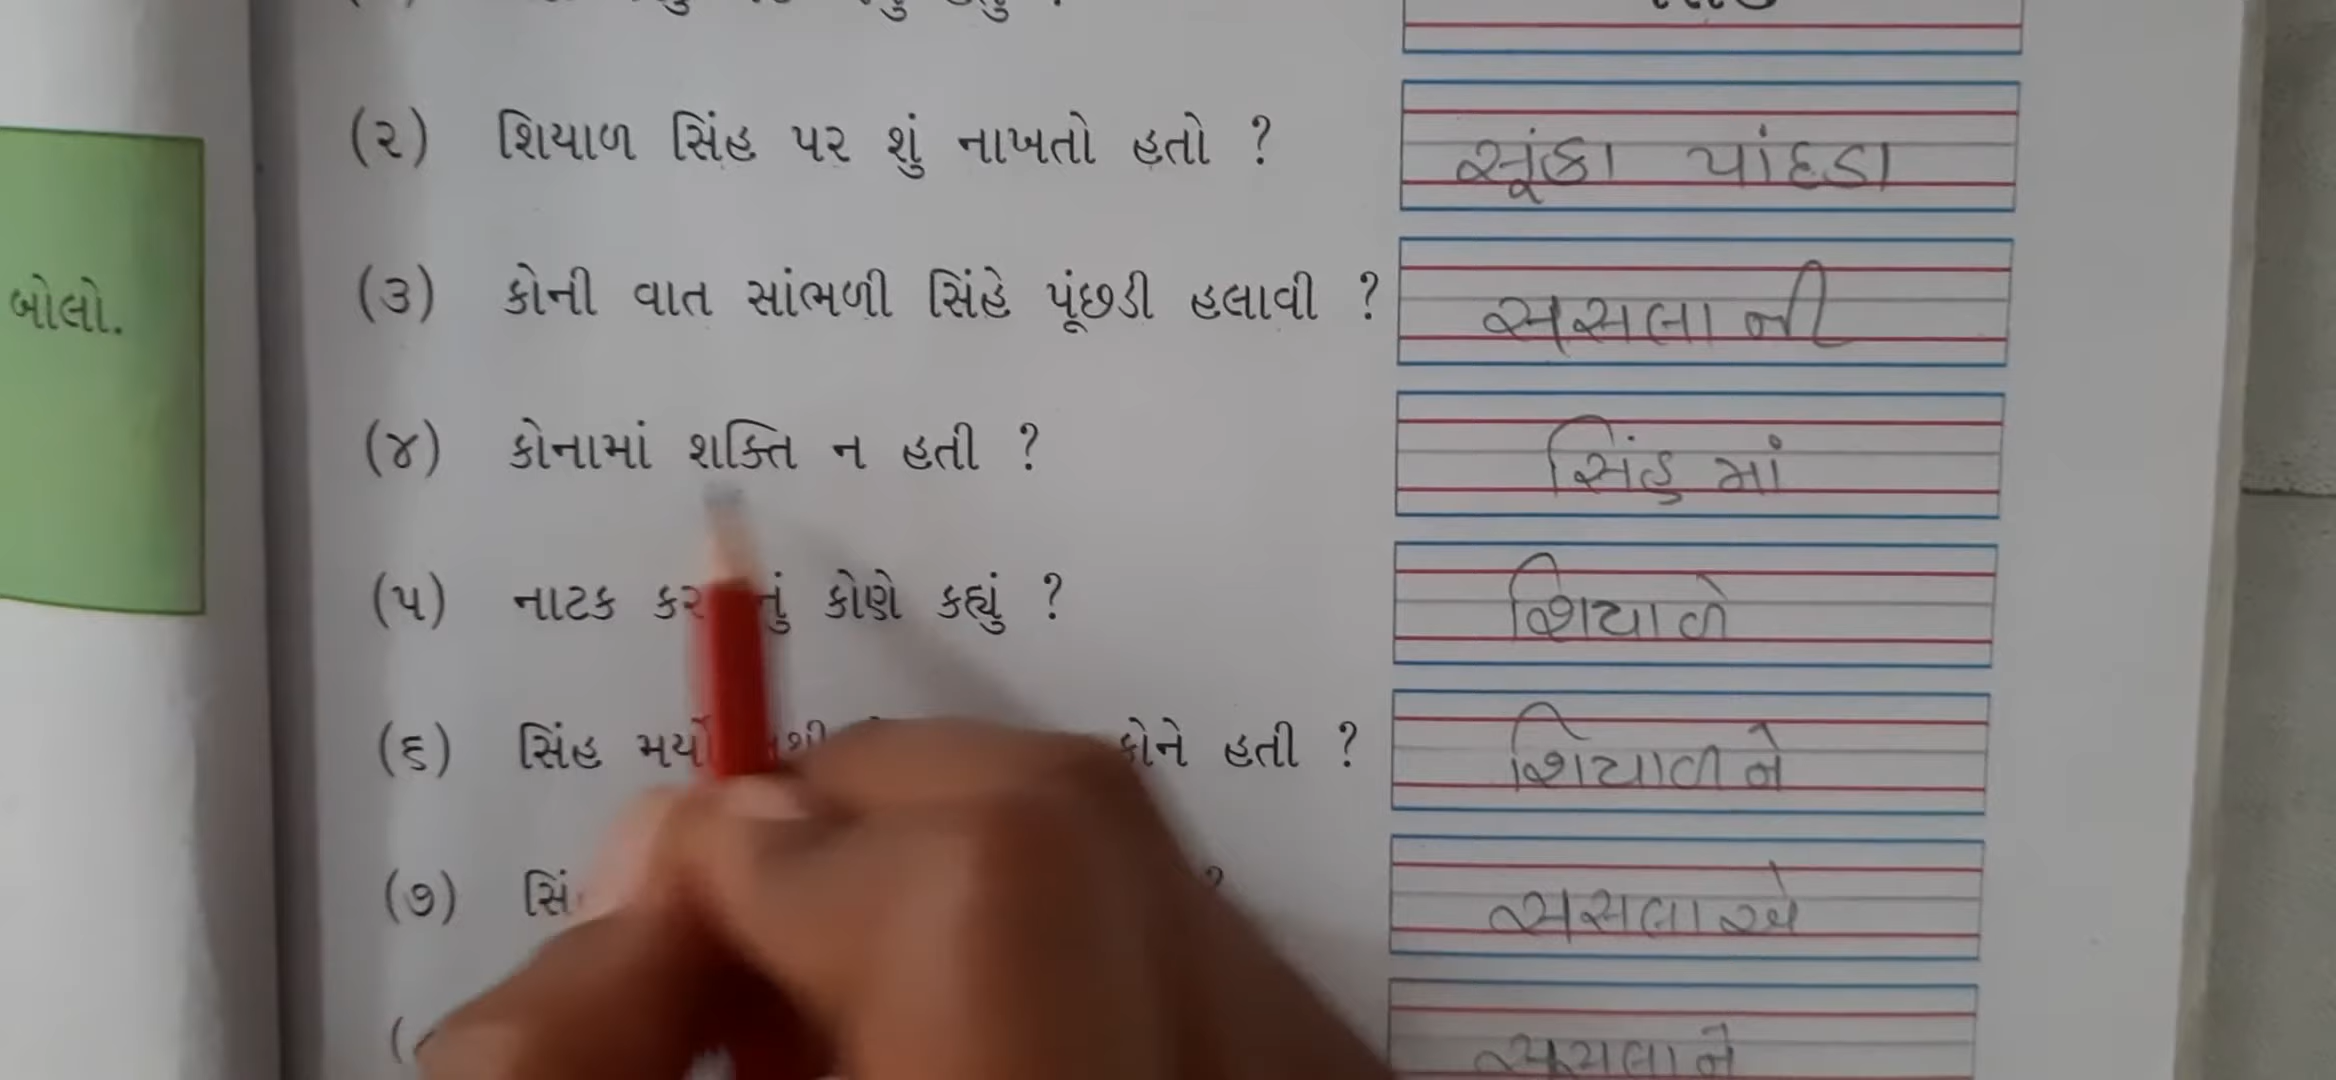 (૨) શિયાળ સિંહ પર શું નાખતો હતો ? સૂંકા પાંદડા
બોલો.
(૩) કોની વાત સાંભળી સિંહે પૂંછડી હલાવી ? સસલાની
(૪) કોનામાં શક્તિ ન હતી ? સિંહમાં
(૫) નાટક કોણે કહ્યું ? શિયાળે
(૬) સિંહ મર્યો કોને હતી ? શિયાળને
(૭) ? સસલાએ
સસલાને